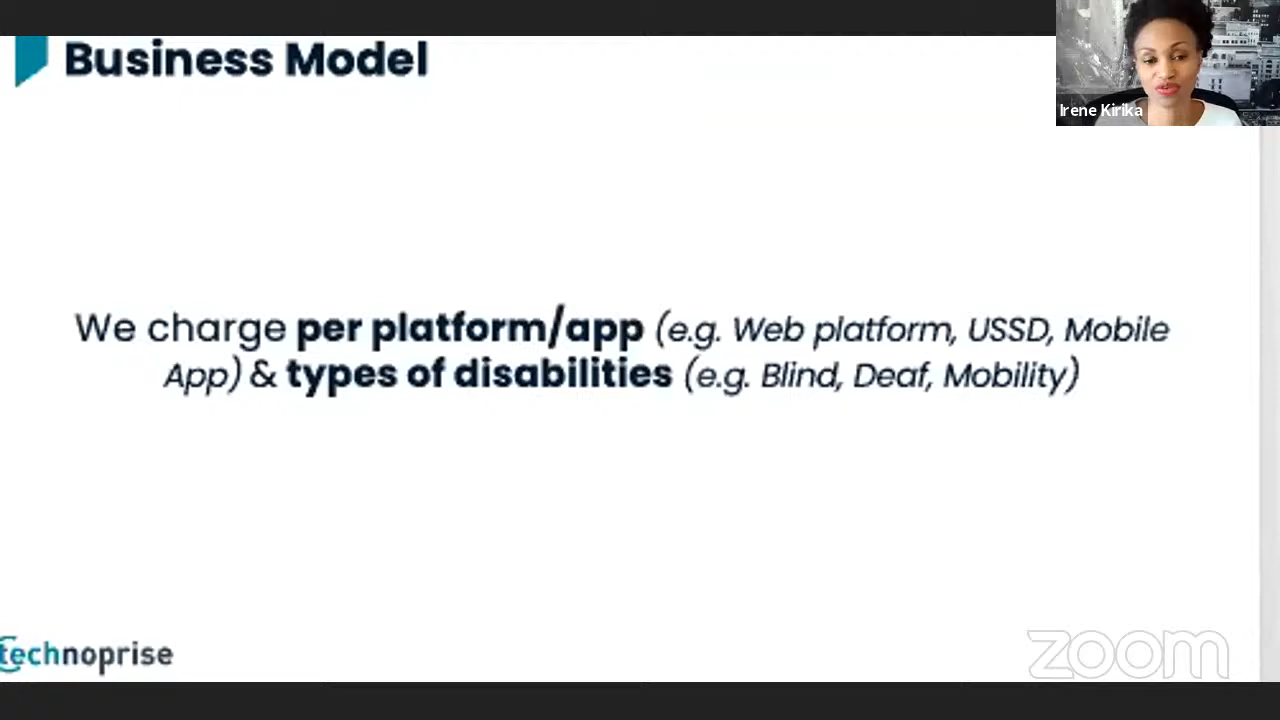 Business Model
Irene Kirika
We charge per platform/app (e.g. Web platform, USSD, Mobile
App) & types of disabilities (e.g. Blind, Deaf, Mobility)
technoprise
zoom